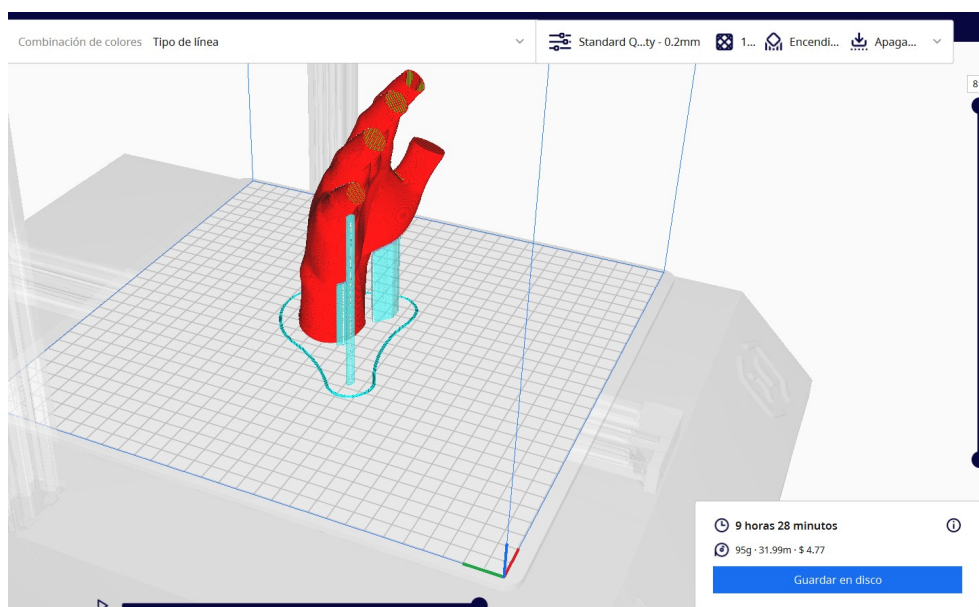 Combinación de colores Tipo de línea
Standard Q...ty - 0.2mm 1... Encendi... Apaga...
8
9 horas 28 minutos
95g · 31.99m · $ 4.77
Guardar en disco